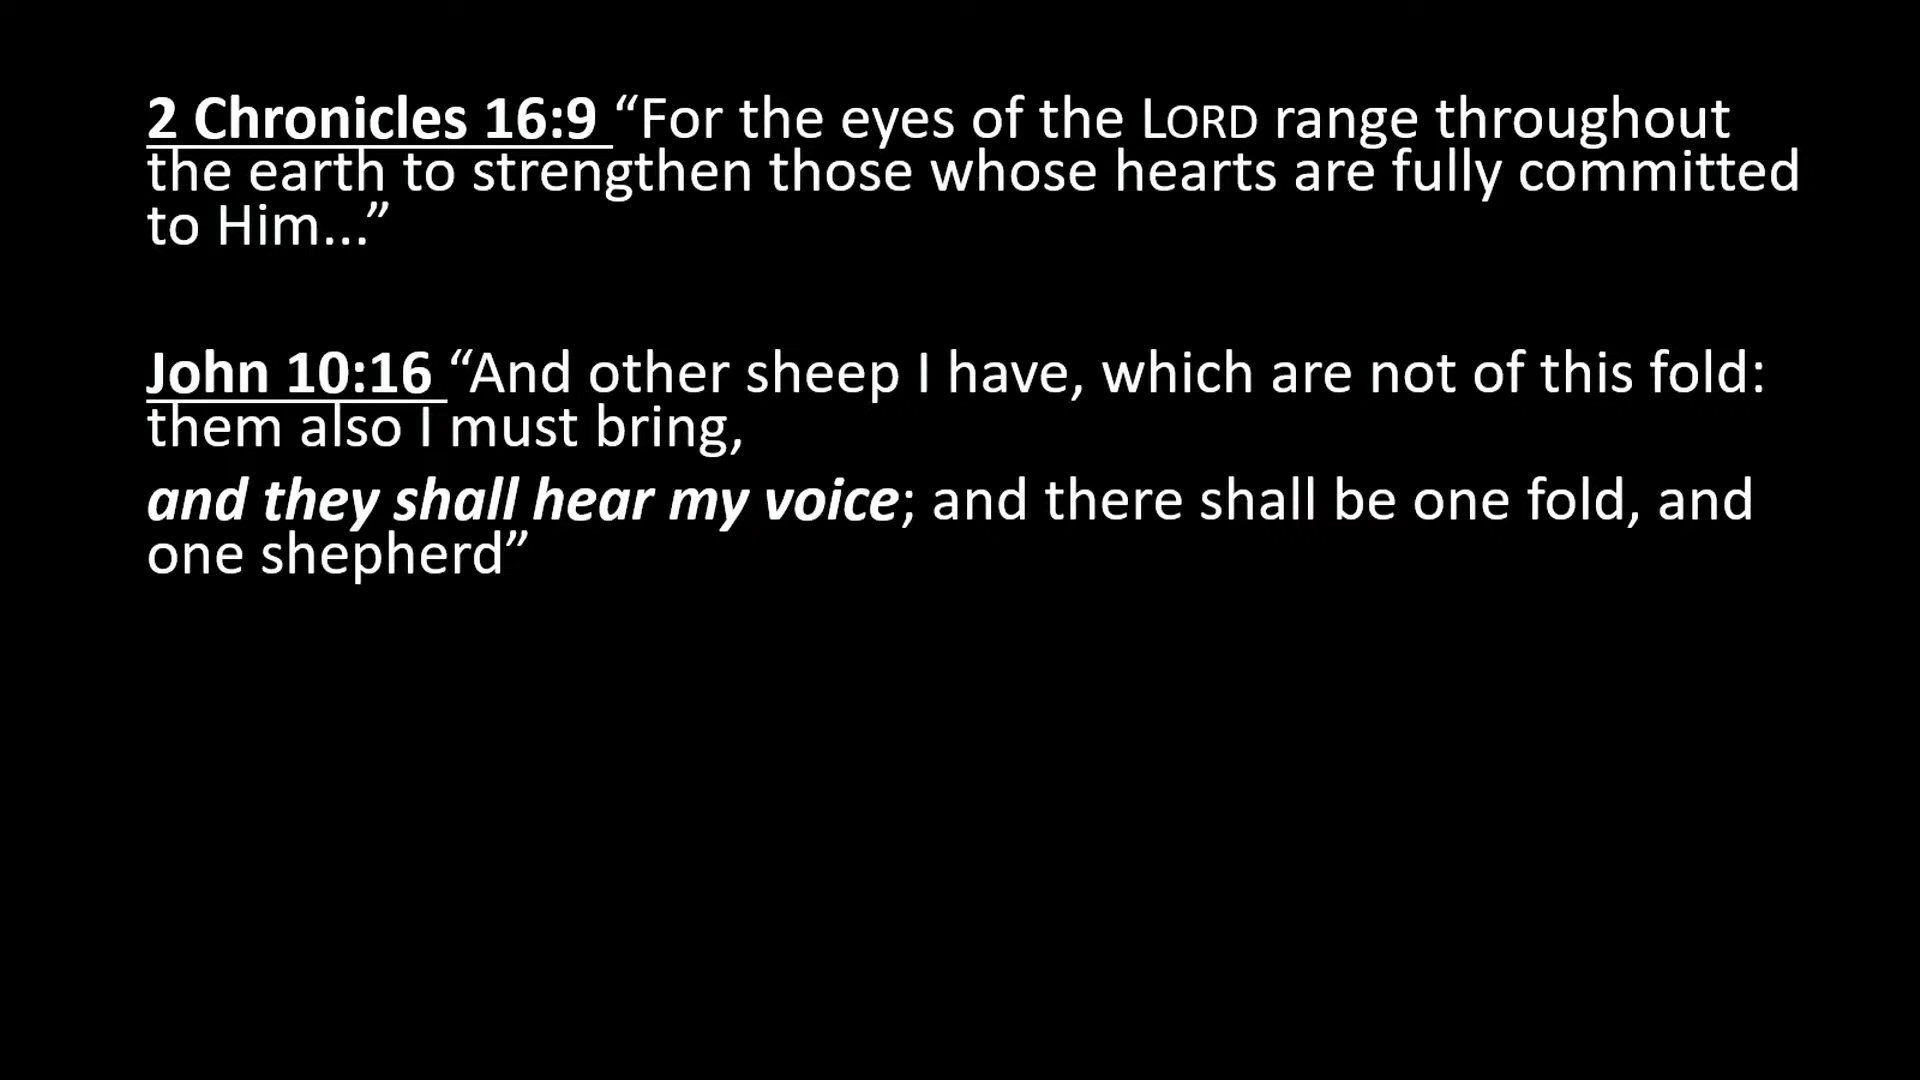 2 Chronicles 16:9 “For the eyes of the LORD range throughout
the earth to strengthen those whose hearts are fully committed
to Him...”
John 10:16 “And other sheep I have, which are not of this fold:
them also I must bring,
and they shall hear my voice; and there shall be one fold, and
one shepherd”